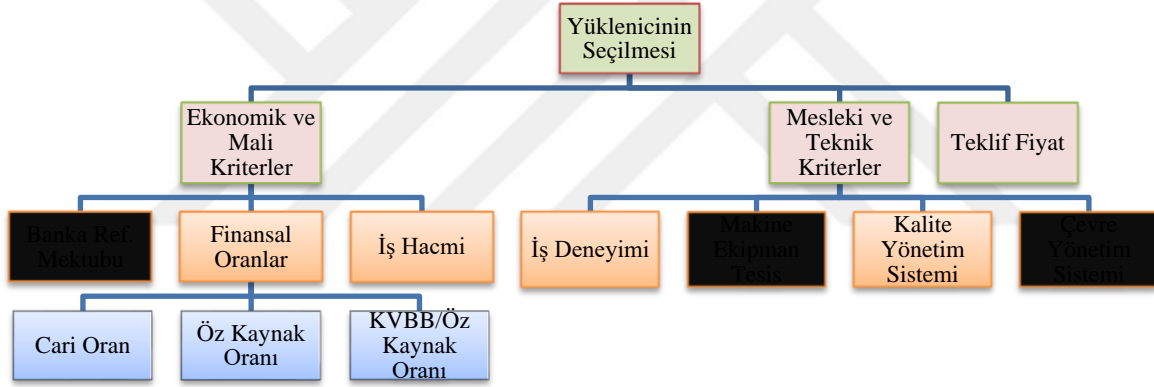 Yüklenicinin
Seçilmesi
Ekonomik ve
Mali
Kriterler
Mesleki ve
Teknik
Kriterler
Teklif Fiyat
Banka Ref.
Mektubu
Finansal
Oranlar
İş Hacmi
İş Deneyimi
Makine
Ekipman
Tesis
Kalite
Yönetim
Sistemi
Çevre
Yönetim
Sistemi
Cari Oran
Öz Kaynak
Oranı
KVBB/Öz
Kaynak
Oranı